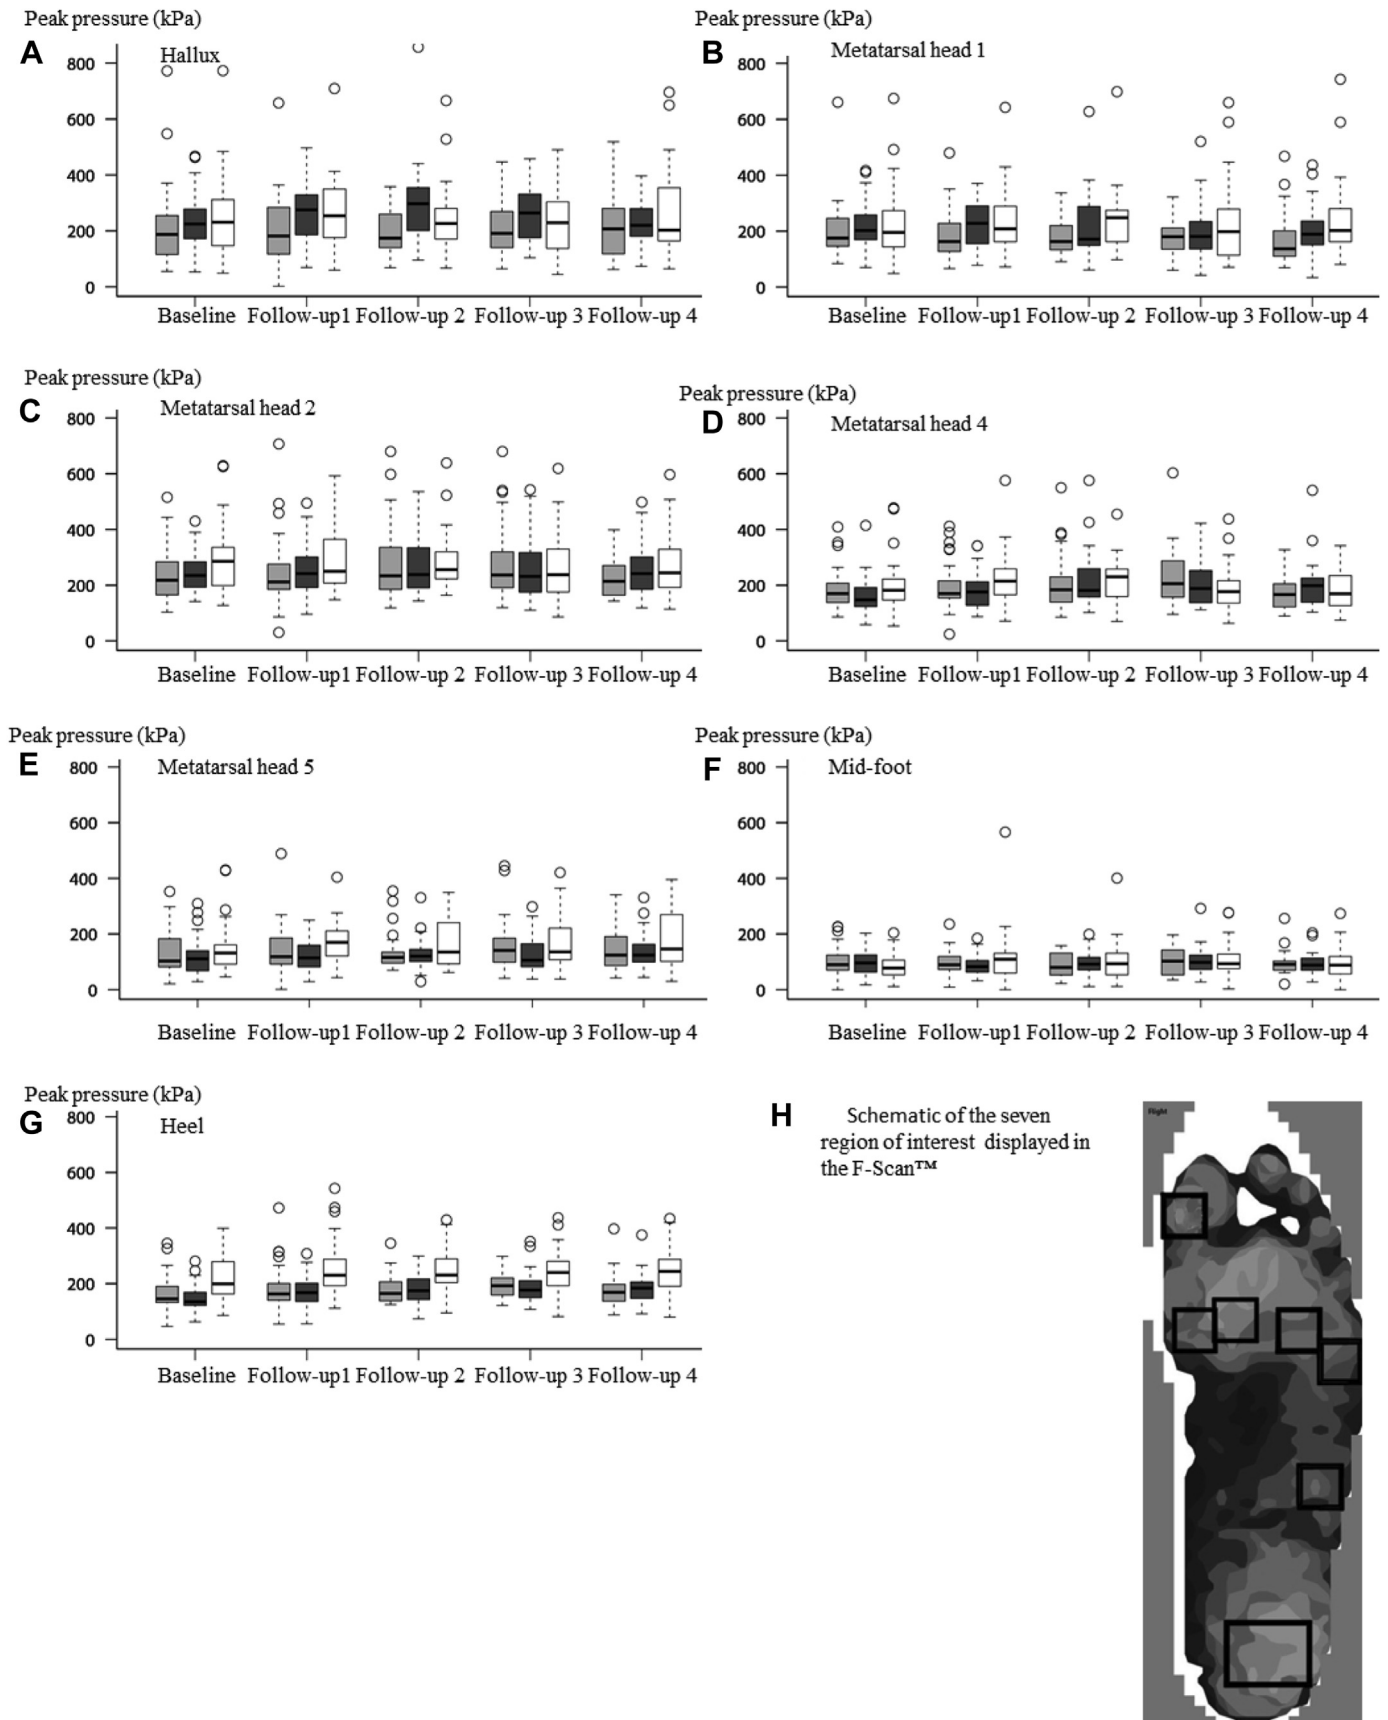 Peak pressure (kPa)
A
Hallux
800
600
400
200
0
Baseline Follow-up1 Follow-up 2 Follow-up 3 Follow-up 4
Peak pressure (kPa)
B
Metatarsal head 1
800
600
400
200
0
Baseline Follow-up1 Follow-up 2 Follow-up 3 Follow-up 4
Peak pressure (kPa)
C
Metatarsal head 2
800
600
400
200
0
Baseline Follow-up1 Follow-up 2 Follow-up 3 Follow-up 4
Peak pressure (kPa)
D
Metatarsal head 4
800
600
400
200
0
Baseline Follow-up1 Follow-up 2 Follow-up 3 Follow-up 4
Peak pressure (kPa)
E
Metatarsal head 5
800
600
400
200
0
Baseline Follow-up1 Follow-up 2 Follow-up 3 Follow-up 4
Peak pressure (kPa)
F
Mid-foot
800
600
400
200
0
Baseline Follow-up1 Follow-up 2 Follow-up 3 Follow-up 4
Peak pressure (kPa)
G
Heel
800
600
400
200
0
Baseline Follow-up1 Follow-up 2 Follow-up 3 Follow-up 4
H
Schematic of the seven
region of interest displayed in
the F-Scan™
Right